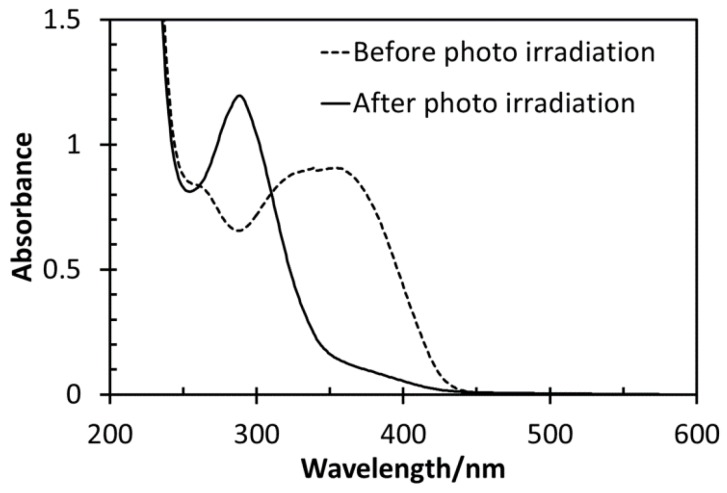 1.5
Before photo irradiation
After photo irradiation
1
Absorbance
0.5
0
200
300
400
500
600
Wavelength/nm